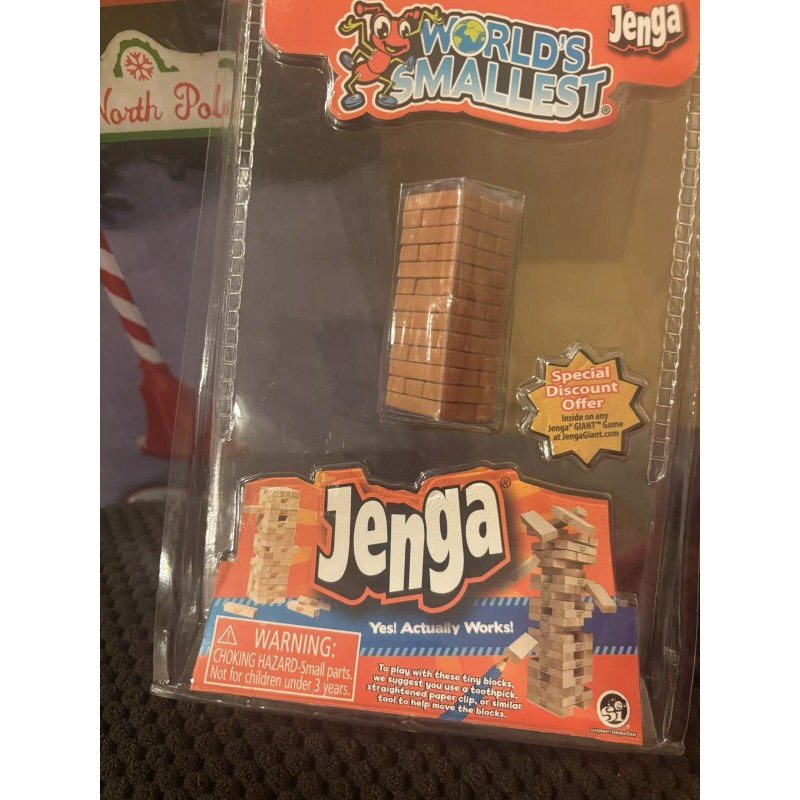 Jenga
WORLD'S
SMALLEST®
North Pol
Special
Discount
Offer
Inside on any
Jenga® GIANT™ Game
at JengaGiant.com
Jenga®
Yes! Actually Works!
WARNING:
CHOKING HAZARD-Small parts.
Not for children under 3 years.
To play with these tiny blocks,
we suggest you use a toothpick,
straightened paper clip, or similar
tool to help move the blocks.